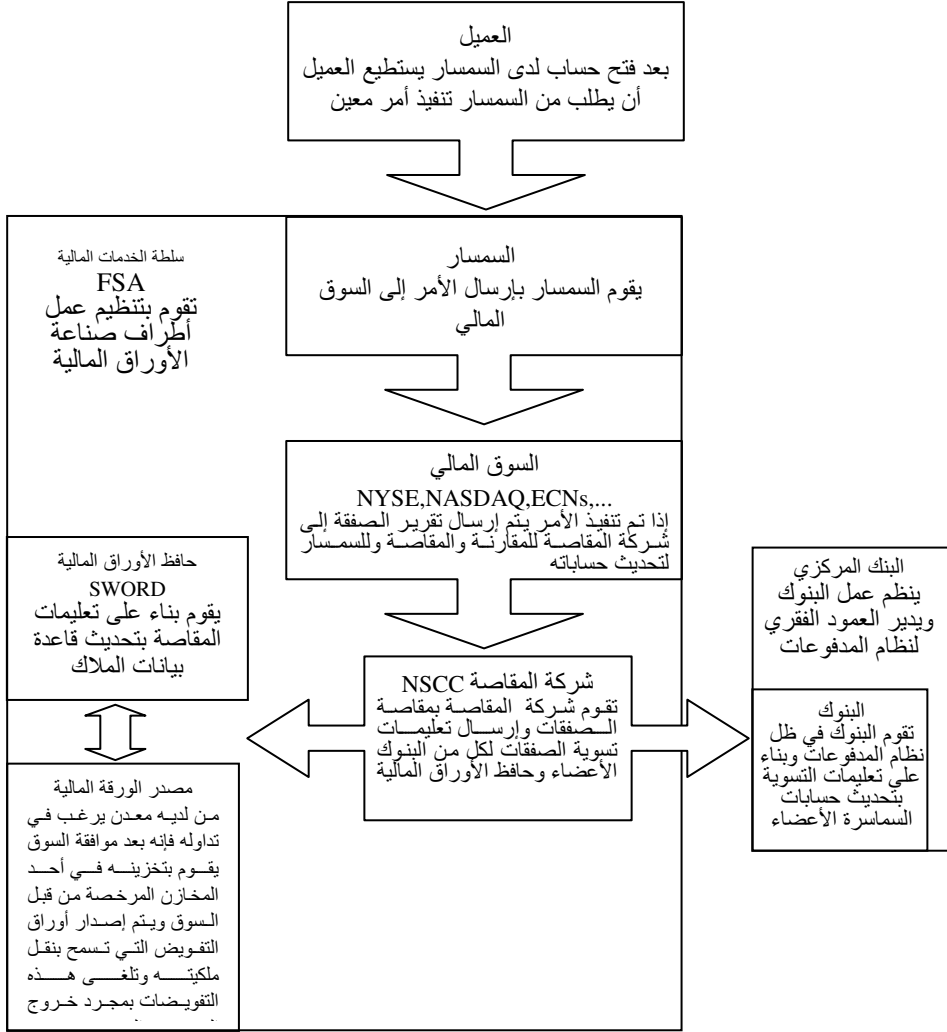 العميل
بعد فتح حساب لدى السمسار يستطيع العميل
أن يطلب من السمسار تنفيذ أمر معين
سلطة الخدمات المالية
FSA
تقوم بتنظيم عمل
أطراف صناعة
الأوراق المالية
السمسار
يقوم السمسار بإرسال الأمر إلى السوق
المالي
السوق المالي
NYSE,NASDAQ,ECNs,...
إذا تم تنفيذ الأمر يتم إرسال تقرير الصفقة إلى
شركة المقاصة للمقارنة والمقاصة وللسمسار
لتحديث حساباته
حافظ الأوراق المالية
SWORD
يقوم بناء على تعليمات
المقاصة بتحديث قاعدة
بيانات الملاك
البنك المركزي
ينظم عمل البنوك
ويدير العمود الفقري
لنظام المدفوعات
شركة المقاصة NSCC
تقوم شركة المقاصة بمقاصة
الصفقات وإرسال تعليمات
تسوية الصفقات لكل من البنوك
الأعضاء وحافظ الأوراق المالية
البنوك
تقوم البنوك في ظل
نظام المدفوعات وبناء
على تعليمات التسوية
بتحديث حسابات
السماسرة الأعضاء
مصدر الورقة المالية
من لديه معدن يرغب في
تداوله فإنه بعد موافقة السوق
يقوم بتخزينه في أحد
المخازن المرخصة من قبل
السوق ويتم إصدار أوراق
التفويض التي تسمح بنقل
ملكيته وتلغى هذه
التفويضات بمجرد خروج